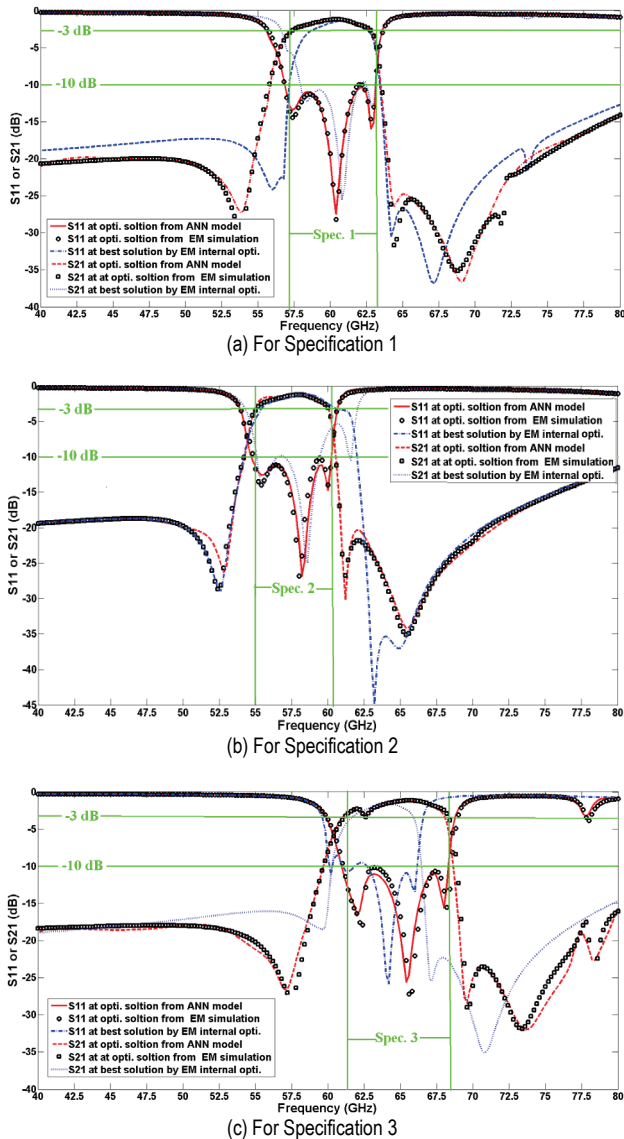 0
-3 dB
-5
-10 dB
-10
-15
-20
-25
-30
-35
-40
S11 or S21 (dB)
S11 at opti. soltion from ANN model
S11 at opti. soltion from EM simulation
S11 at best solution by EM internal opti.
S21 at opti. soltion from ANN model
S21 at at opti. soltion from EM simulation
S21 at best solution by EM internal opti.
Spec. 1
40 42.5 45 47.5 50 52.5 55 57.5 60 62.5 65 67.5 70 72.5 75 77.5 80
Frequency (GHz)
(a) For Specification 1
0
-3 dB
-5
-10 dB
-10
-15
-20
-25
-30
-35
-40
-45
S11 or S21 (dB)
S11 at opti. soltion from ANN model
S11 at opti. soltion from EM simulation
S11 at best solution by EM internal opti.
S21 at opti. soltion from ANN model
S21 at at opti. soltion from EM simulation
S21 at best solution by EM internal opti.
Spec. 2
40 42.5 45 47.5 50 52.5 55 57.5 60 62.5 65 67.5 70 72.5 75 77.5 80
Frequency (GHz)
(b) For Specification 2
0
-3 dB
-5
-10 dB
-10
-15
-20
-25
-30
-35
-40
S11 or S21 (dB)
S11 at opti. soltion from ANN model
S11 at opti. soltion from EM simulation
S11 at best solution by EM internal opti.
S21 at opti. soltion from ANN model
S21 at at opti. soltion from EM simulation
S21 at best solution by EM internal opti.
Spec. 3
40 42.5 45 47.5 50 52.5 55 57.5 60 62.5 65 67.5 70 72.5 75 77.5 80
Frequency (GHz)
(c) For Specification 3